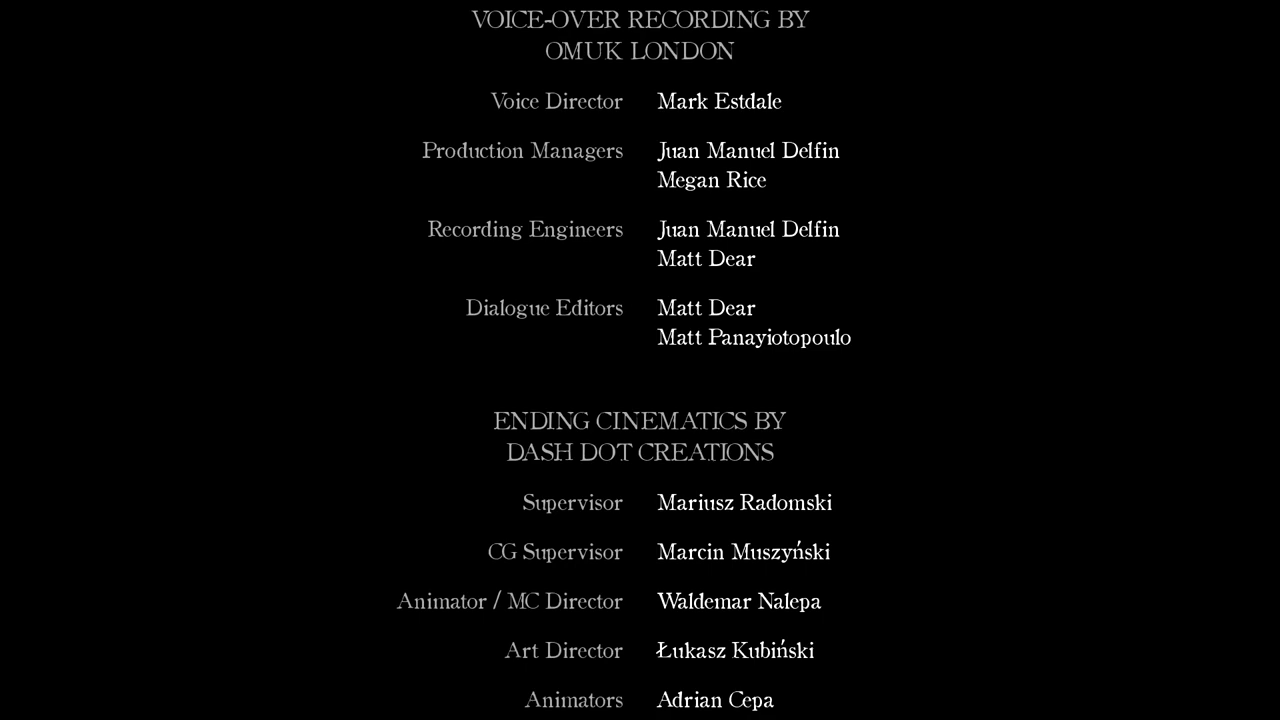 VOICE-OVER RECORDING BY
OMUK LONDON
Voice Director Mark Estdale
Production Managers Juan Manuel Delfin
Megan Rice
Recording Engineers Juan Manuel Delfin
Matt Dear
Dialogue Editors Matt Dear
Matt Panayiotopoulo
ENDING CINEMATICS BY
DASH DOT CREATIONS
Supervisor Mariusz Radomski
CG Supervisor Marcin Muszyński
Animator / MC Director Waldemar Nalepa
Art Director Łukasz Kubiński
Animators Adrian Cepa